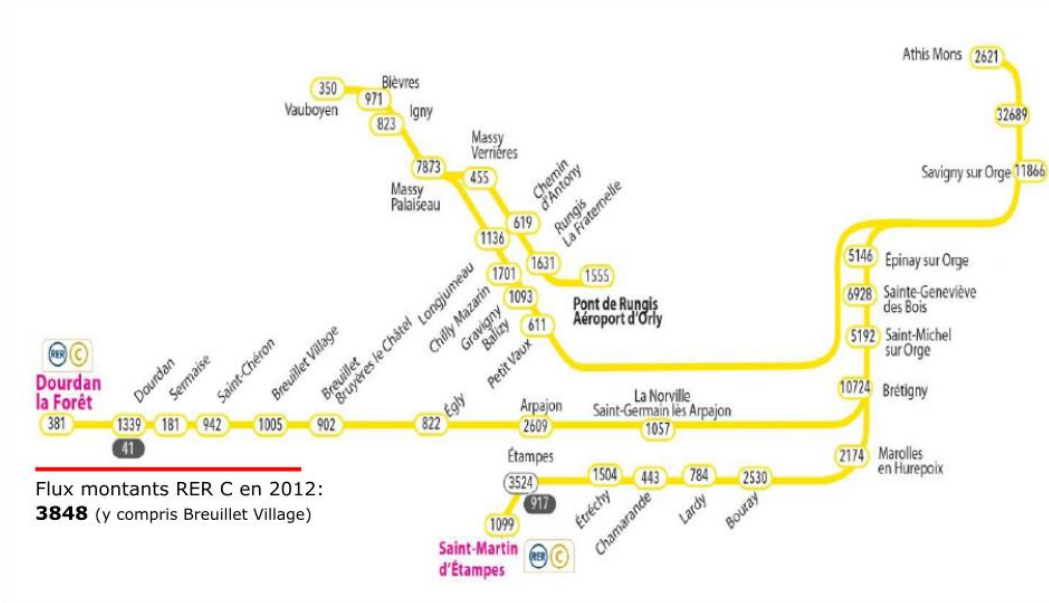 Athis Mons 2621
32689
Savigny sur Orge 11866
350
Vauboyen
Bièvres
971
Igny
823
7873
Massy
Palaiseau
Massy
Verrières
455
Chemin
d'Antony
619
Rungis
La Fraternelle
1631
1555
Pont de Rungis
Aéroport d'Orly
1136
Longjumeau
1701
Chilly Mazarin
1093
Gravigny
Balizy
611
Petit Vaux
5146 Épinay sur Orge
6928 Sainte-Geneviève
des Bois
5192 Saint-Michel
sur Orge
10724 Brétigny
2174 Marolles
en Hurepoix
RER C
Dourdan
la Forêt
381
Dourdan
1339
41
Sermaise
181
Saint-Chéron
942
Breuillet Village
1005
Breuillet
Bruyères le Châtel
902
Égly
822
Arpajon
2609
La Norville
Saint-Germain lès Arpajon
1057
Étampes
3524
917
1504
Étréchy
443
Chamarande
784
Lardy
2530
Bouray
1099
Saint-Martin
d'Étampes
RER C
Flux montants RER C en 2012:
3848 (y compris Breuillet Village)